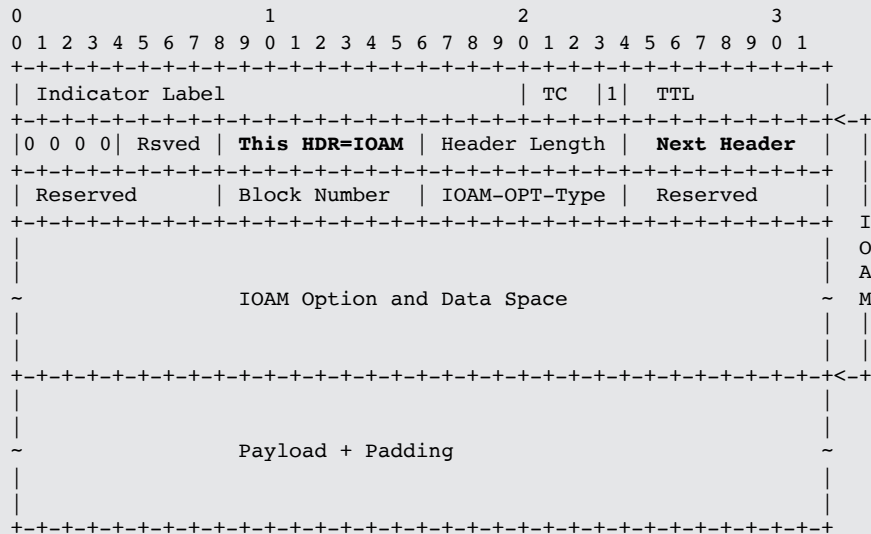 0                   1                   2                   3
0 1 2 3 4 5 6 7 8 9 0 1 2 3 4 5 6 7 8 9 0 1 2 3 4 5 6 7 8 9 0 1
+-+-+-+-+-+-+-+-+-+-+-+-+-+-+-+-+-+-+-+-+-+-+-+-+-+-+-+-+-+-+-+-+
| Indicator Label                       | TC  |1|  TTL          |
+-+-+-+-+-+-+-+-+-+-+-+-+-+-+-+-+-+-+-+-+-+-+-+-+-+-+-+-+-+-+-+-+<-+
|0 0 0 0| Rsved | This HDR=IOAM | Header Length |  Next Header  |  |
+-+-+-+-+-+-+-+-+-+-+-+-+-+-+-+-+-+-+-+-+-+-+-+-+-+-+-+-+-+-+-+-+  |
| Reserved      | Block Number  | IOAM-OPT-Type |  Reserved     |  |
+-+-+-+-+-+-+-+-+-+-+-+-+-+-+-+-+-+-+-+-+-+-+-+-+-+-+-+-+-+-+-+-+  I
|                                                               |  O
|                                                               |  A
~                 IOAM Option and Data Space                    ~  M
|                                                               |  |
|                                                               |  |
+-+-+-+-+-+-+-+-+-+-+-+-+-+-+-+-+-+-+-+-+-+-+-+-+-+-+-+-+-+-+-+-+<-+
|                                                               |
|                                                               |
~                 Payload + Padding                             ~
|                                                               |
|                                                               |
+-+-+-+-+-+-+-+-+-+-+-+-+-+-+-+-+-+-+-+-+-+-+-+-+-+-+-+-+-+-+-+-+